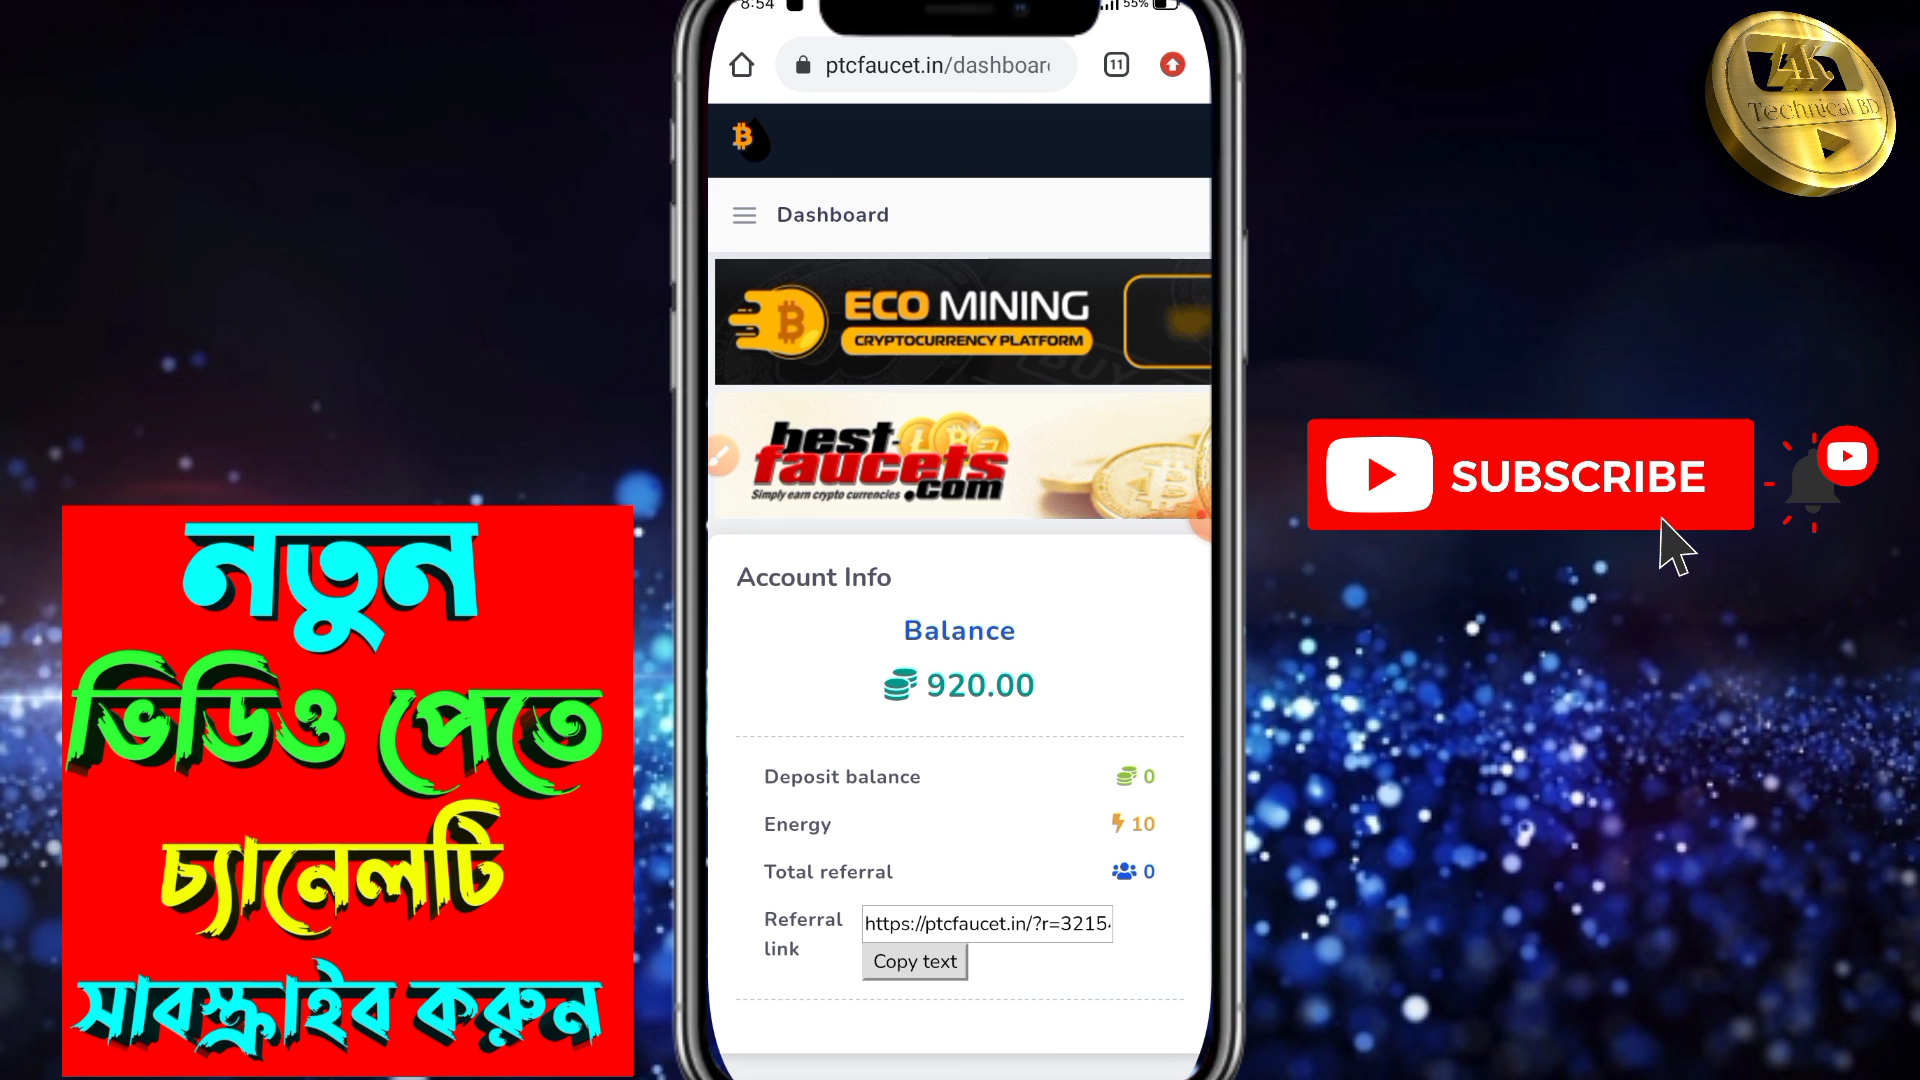 8:54
55%
ptcfaucet.in/dashboar
11
4K
Technical BD
Dashboard
ECO MINING
CRYPTOCURRENCY PLATFORM
best-
faucets
.com
Simply earn crypto currencies
SUBSCRIBE
নতুন
ভিডিও পেতে
চ্যানেলটি
সাবস্ক্রাইব করুন
Account Info
Balance
920.00
Deposit balance 0
Energy 10
Total referral 0
Referral link https://ptcfaucet.in/?r=3215
Copy text